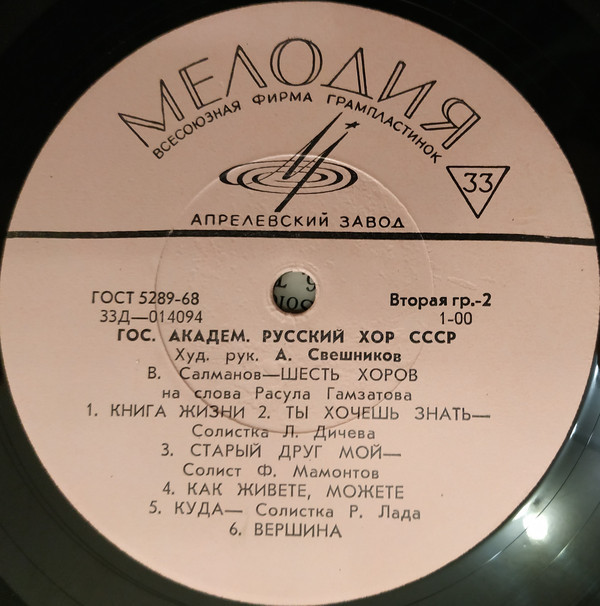 МЕЛОДИЯ
ВСЕСОЮЗНАЯ ФИРМА ГРАМПЛАСТИНОК
33
АПРЕЛЕВСКИЙ ЗАВОД
ГОСТ 5289-68 Вторая гр.-2
33Д—014094 1-00
ГОС. АКАДЕМ. РУССКИЙ ХОР СССР
Худ. рук. А. Свешников
В. Салманов—ШЕСТЬ ХОРОВ
на слова Расула Гамзатова
1. КНИГА ЖИЗНИ 2. ТЫ ХОЧЕШЬ ЗНАТЬ—
Солистка Л. Дичева
3. СТАРЫЙ ДРУГ МОЙ—
Солист Ф. Мамонтов
4. КАК ЖИВЕТЕ, МОЖЕТЕ
5. КУДА— Солистка Р. Лада
6. ВЕРШИНА